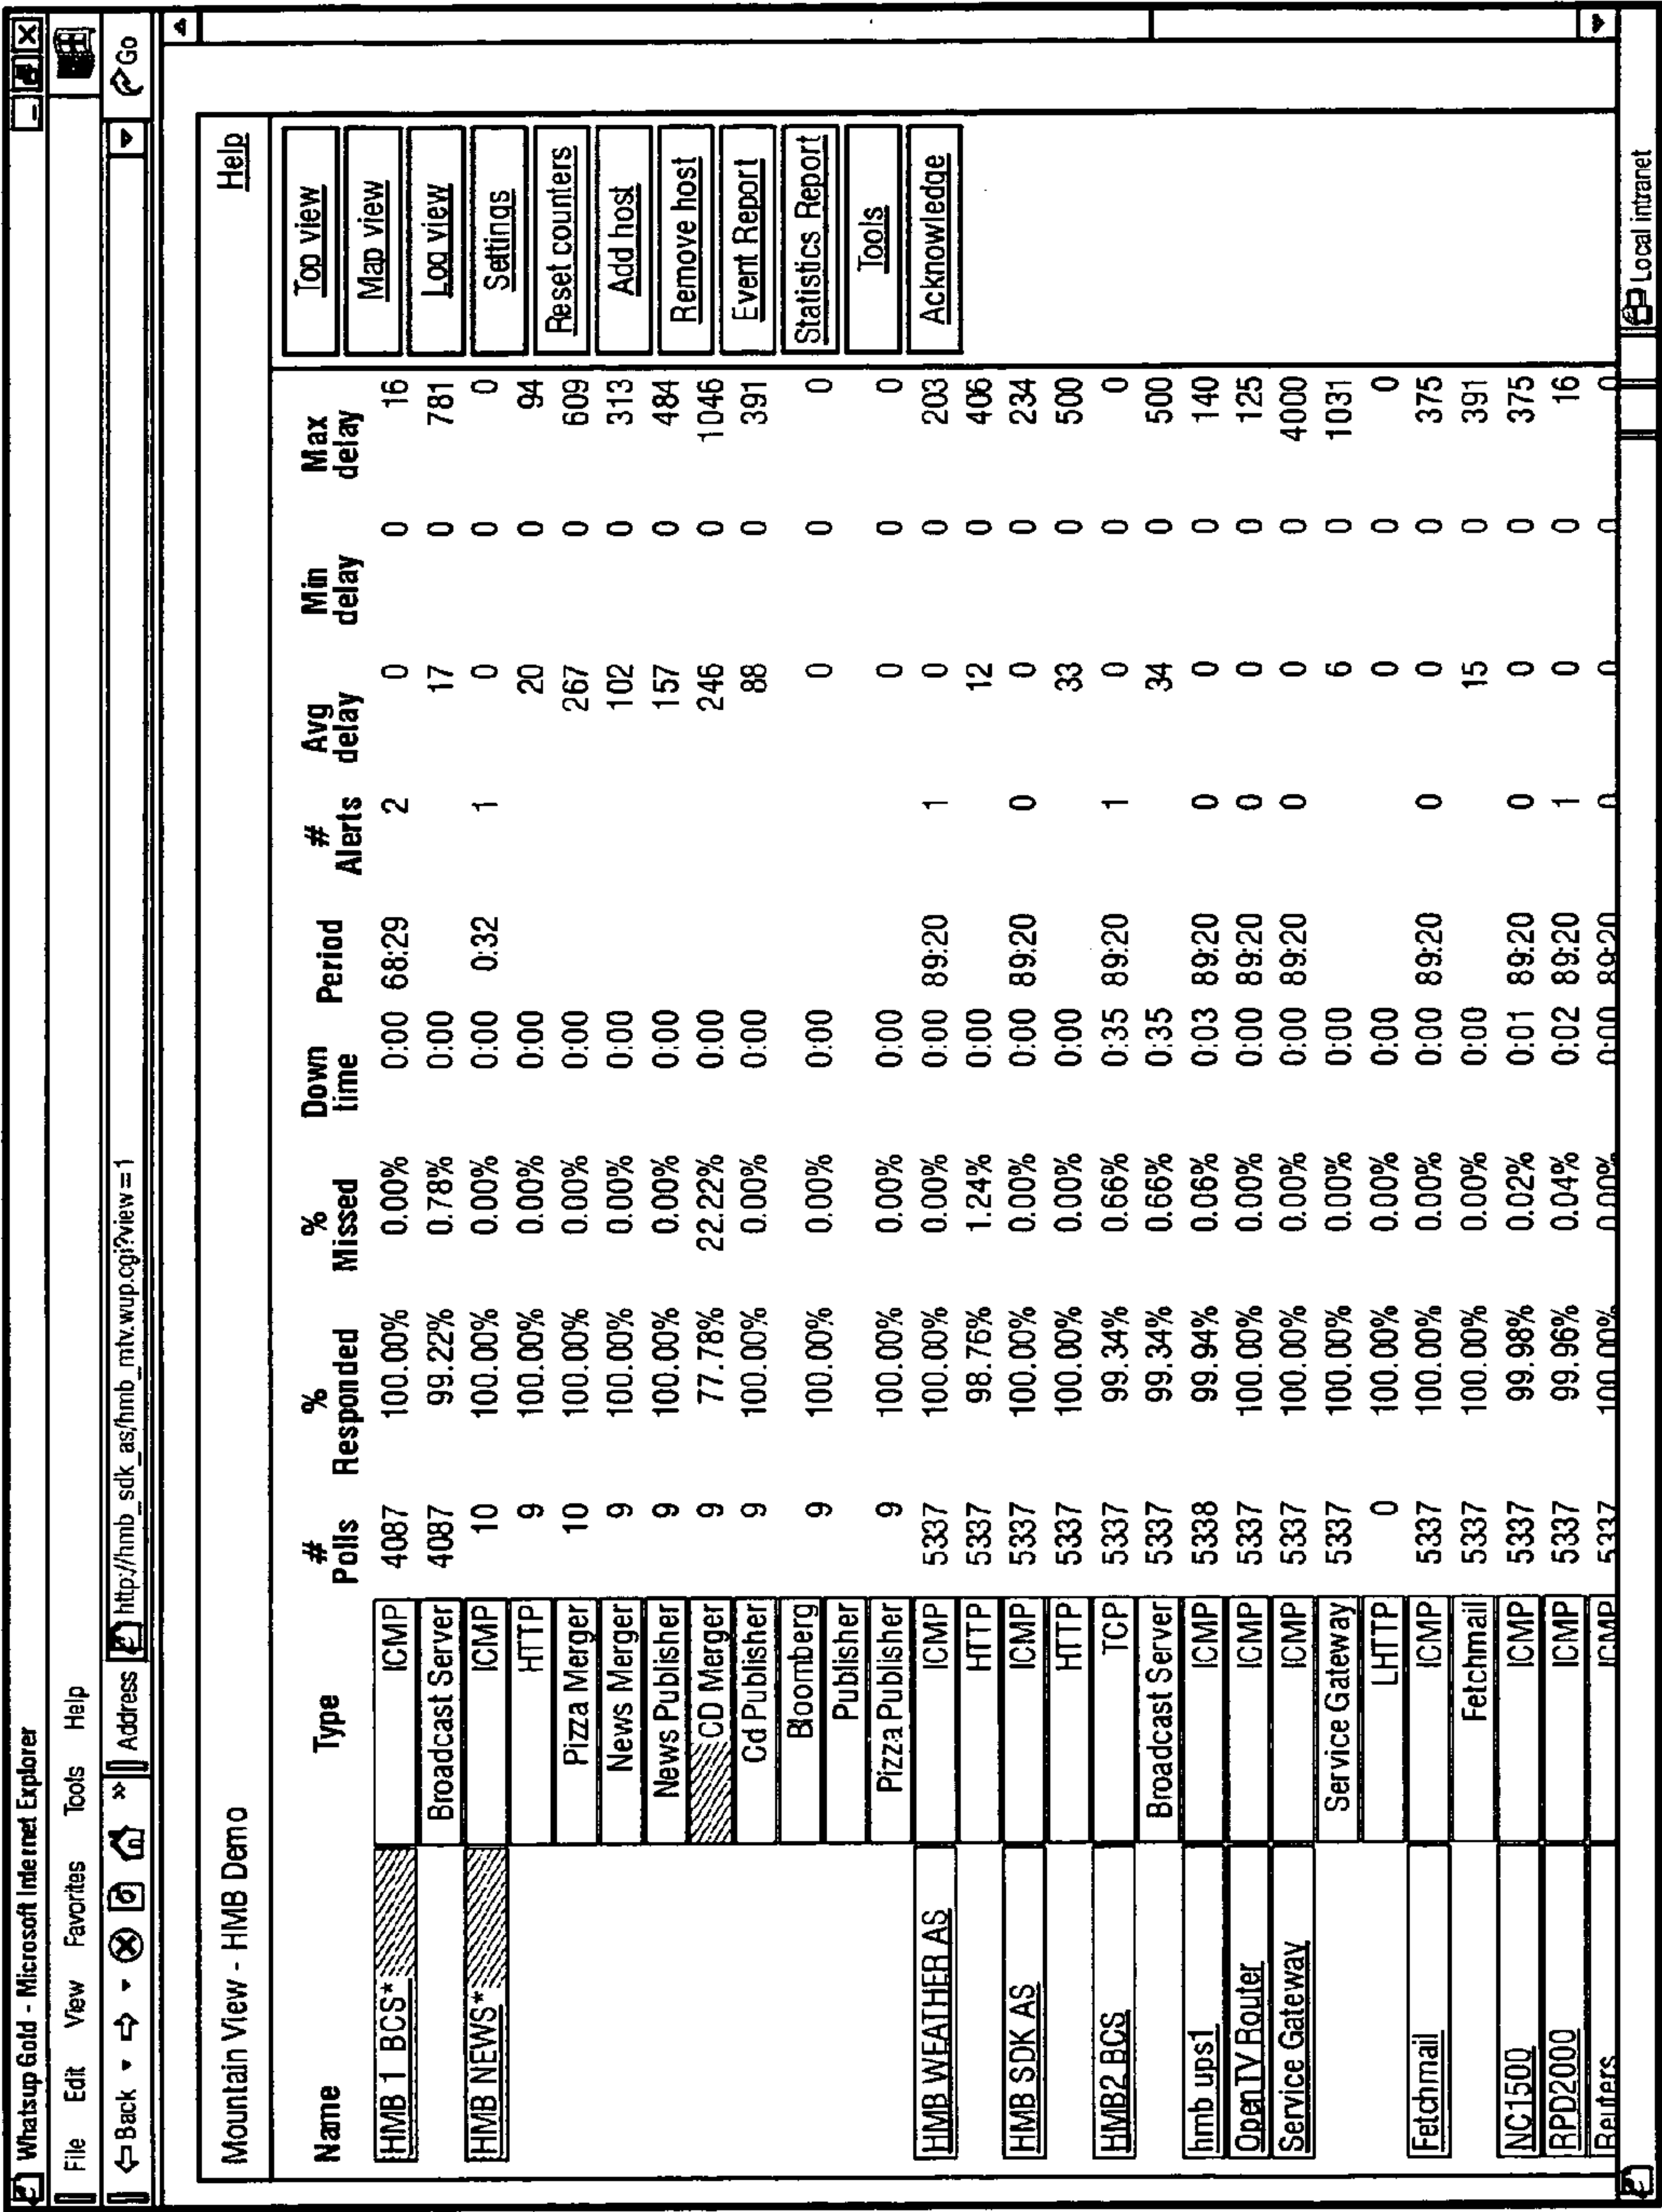 Whatsup Gold - Microsoft Internet Explorer
File Edit View Favorites Tools Help
Back » Address http://hmb_sdk_as/hmb_mtv.wup.cgi?view=1 Go
Mountain View - HMB Demo Help
Name Type # Polls % Responded % Missed Down time Period # Alerts Avg delay Min delay Max delay
HMB 1 BCS* ICMP 4087 100.00% 0.00% 0:00 68:29 2 0 0 16
Broadcast Server 4087 99.22% 0.78% 0:00 17 0 781
HMB NEWS* ICMP 10 100.00% 0.00% 0:00 0:32 1 0 0 0
HTTP 9 100.00% 0.00% 0:00 20 0 94
Pizza Merger 10 100.00% 0.00% 0:00 267 0 609
News Merger 9 100.00% 0.00% 0:00 102 0 313
News Publisher 9 100.00% 0.00% 0:00 157 0 484
CD Merger 9 77.78% 22.22% 0:00 246 0 1046
Cd Publisher 9 100.00% 0.00% 0:00 88 0 391
Bloomberg
Publisher 9 100.00% 0.00% 0:00 0 0 0
Pizza Publisher 9 100.00% 0.00% 0:00 0 0 0
HMB WEATHER AS ICMP 5337 100.00% 0.00% 0:00 89:20 1 0 0 203
HTTP 5337 98.76% 1.24% 0:00 12 0 406
HMB SDK AS ICMP 5337 100.00% 0.00% 0:00 89:20 0 0 0 234
HTTP 5337 100.00% 0.00% 0:00 33 0 500
HMB2 BCS TCP 5337 99.34% 0.66% 0:35 89:20 1 0 0 0
Broadcast Server 5337 99.34% 0.66% 0:35 34 0 500
hmb ups1 ICMP 5338 99.94% 0.06% 0:03 89:20 0 0 0 140
OpenTV Router ICMP 5337 100.00% 0.00% 0:00 89:20 0 0 0 125
Service Gateway ICMP 5337 100.00% 0.00% 0:00 89:20 0 0 0 4000
Service Gateway 5337 100.00% 0.00% 0:00 6 0 1031
LHTTP 0 100.00% 0.00% 0:00 0 0 0
Fetchmail ICMP 5337 100.00% 0.00% 0:00 89:20 0 0 0 375
Fetchmail 5337 100.00% 0.00% 0:00 15 0 391
NC1500 ICMP 5337 99.98% 0.02% 0:01 89:20 0 0 0 375
RPD2000 ICMP 5337 99.96% 0.04% 0:02 89:20 1 0 0 16
Reuters ICMP 5337 100.00% 0.00% 0:00 89:20 0 0 0 0
Top view
Map view
Log view
Settings
Reset counters
Add host
Remove host
Event Report
Statistics Report
Tools
Acknowledge
Local intranet